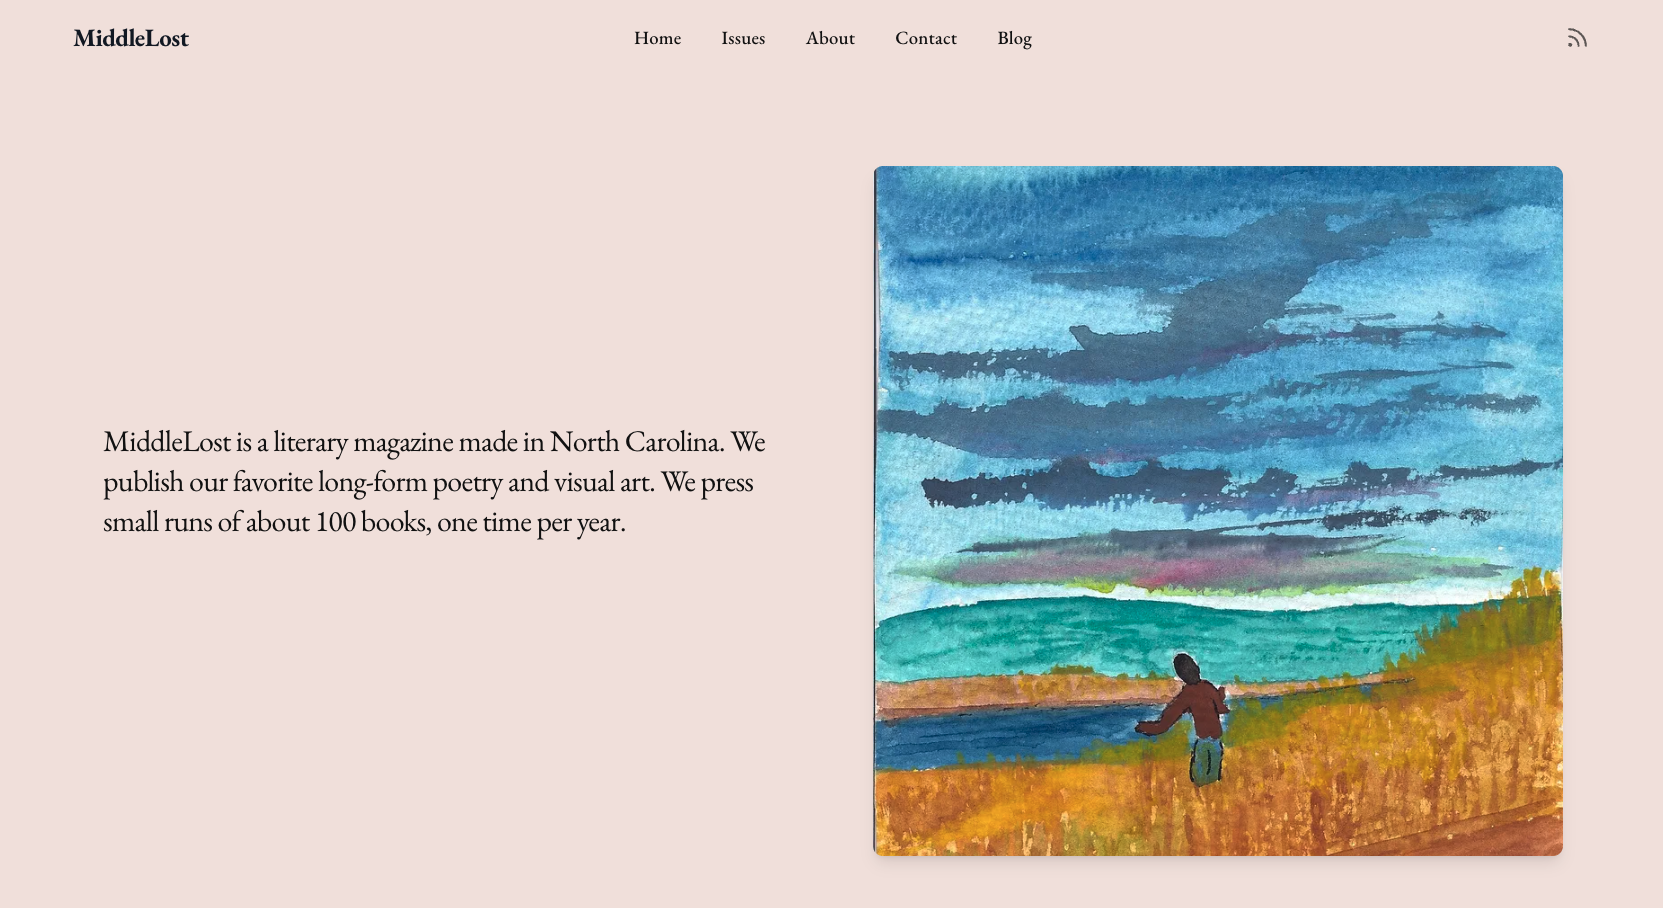 MiddleLost
Home Issues About Contact Blog
MiddleLost is a literary magazine made in North Carolina. We
publish our favorite long-form poetry and visual art. We press
small runs of about 100 books, one time per year.